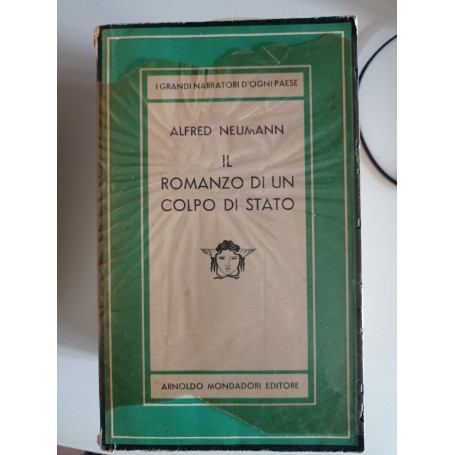 I GRANDI NARRATORI D'OGNI PAESE
ALFRED NEUMANN
IL
ROMANZO DI UN
COLPO DI STATO
ARNOLDO MONDADORI EDITORE